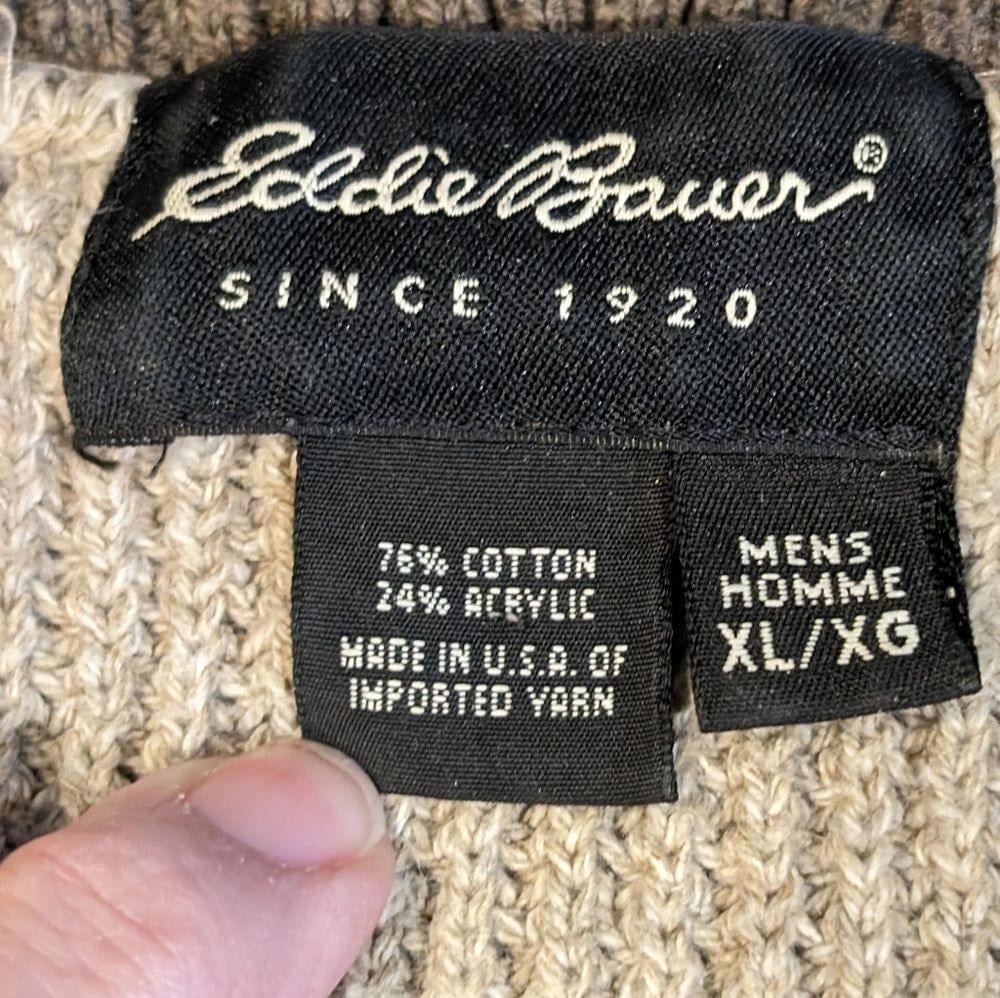 Eddie Bauer®
SINCE 1920
76% COTTON
24% ACRYLIC
MADE IN U.S.A. OF
IMPORTED YARN
MENS
HOMME
XL/XG